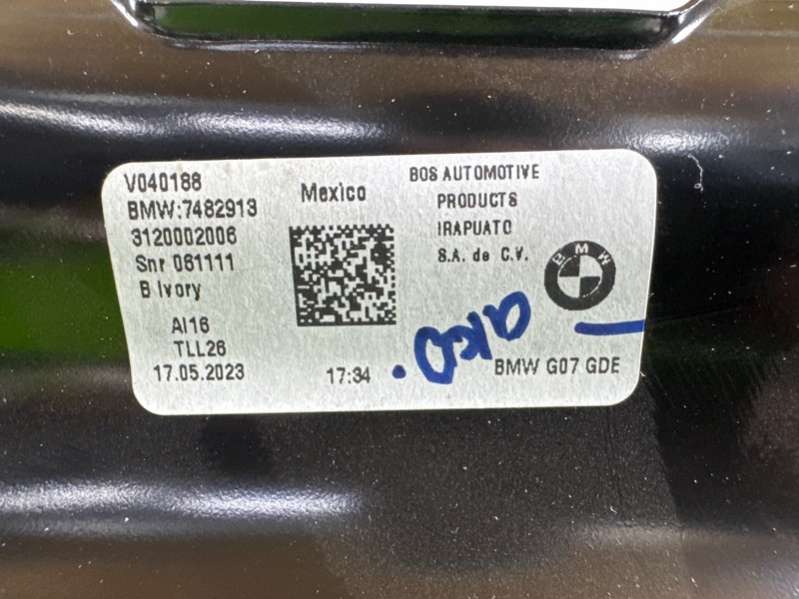 V040188
BMW:7482913
3120002006
Snr 061111
B Ivory
AI16
TLL26
17.05.2023
Mexico
17:34
BOS AUTOMOTIVE
PRODUCTS
IRAPUATO
S.A. de C.V.
BMW
BMW G07 GDE